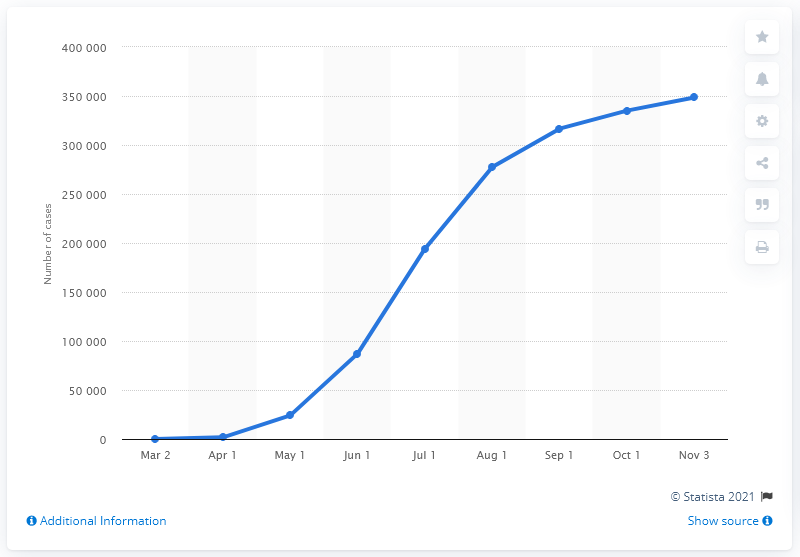 400 000
350 000
300 000
250 000
200 000
150 000
100 000
50 000
0
Number of cases
Mar 2 Apr 1 May 1 Jun 1 Jul 1 Aug 1 Sep 1 Oct 1 Nov 3
© Statista 2021
Additional Information Show source